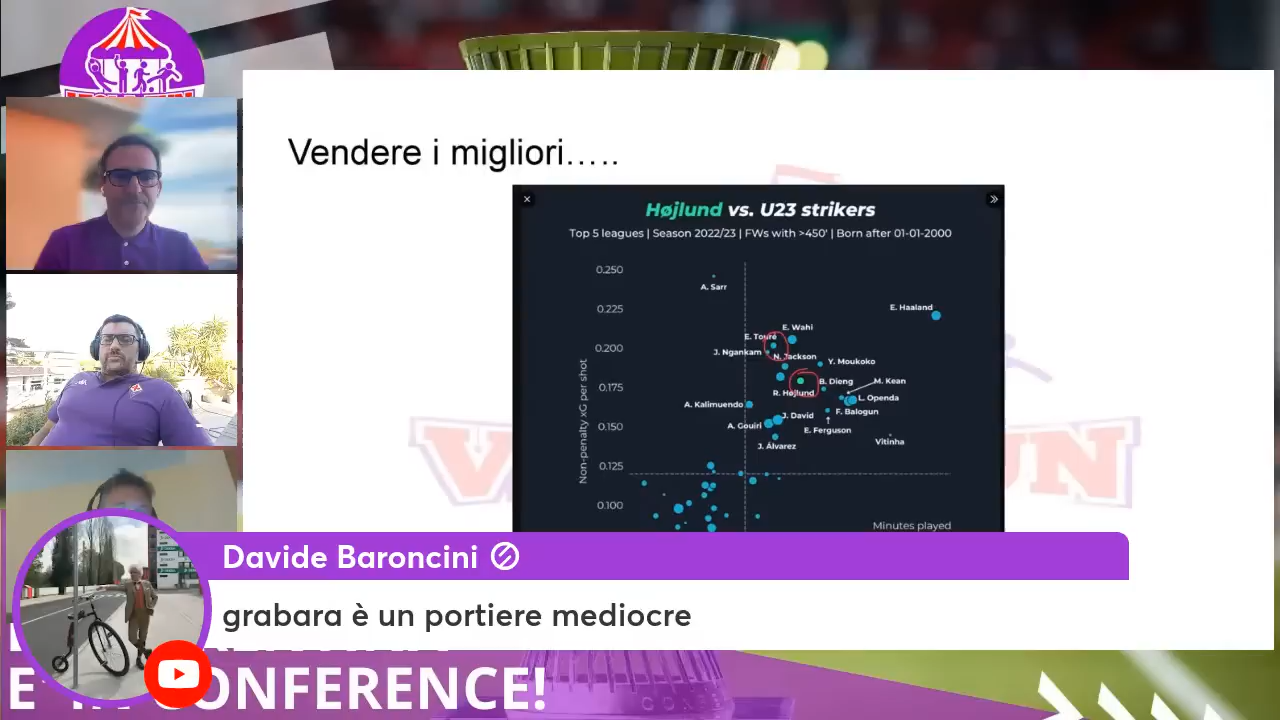 Vendere i migliori…..
Højlund vs. U23 strikers
Top 5 leagues | Season 2022/23 | FWs with >450' | Born after 01-01-2000
Non-penalty xG per shot
0.250
0.225
0.200
0.175
0.150
0.125
0.100
A. Sarr
E. Haaland
E. Wahi
E. Touré
J. Ngankam
N. Jackson
Y. Moukoko
B. Dieng
M. Kean
R. Højlund
L. Openda
A. Kalimuendo
F. Balogun
J. David
A. Gouiri
E. Ferguson
J. Álvarez
Vitinha
Minutes played
Davide Baroncini
grabara è un portiere mediocre
CONFERENCE!